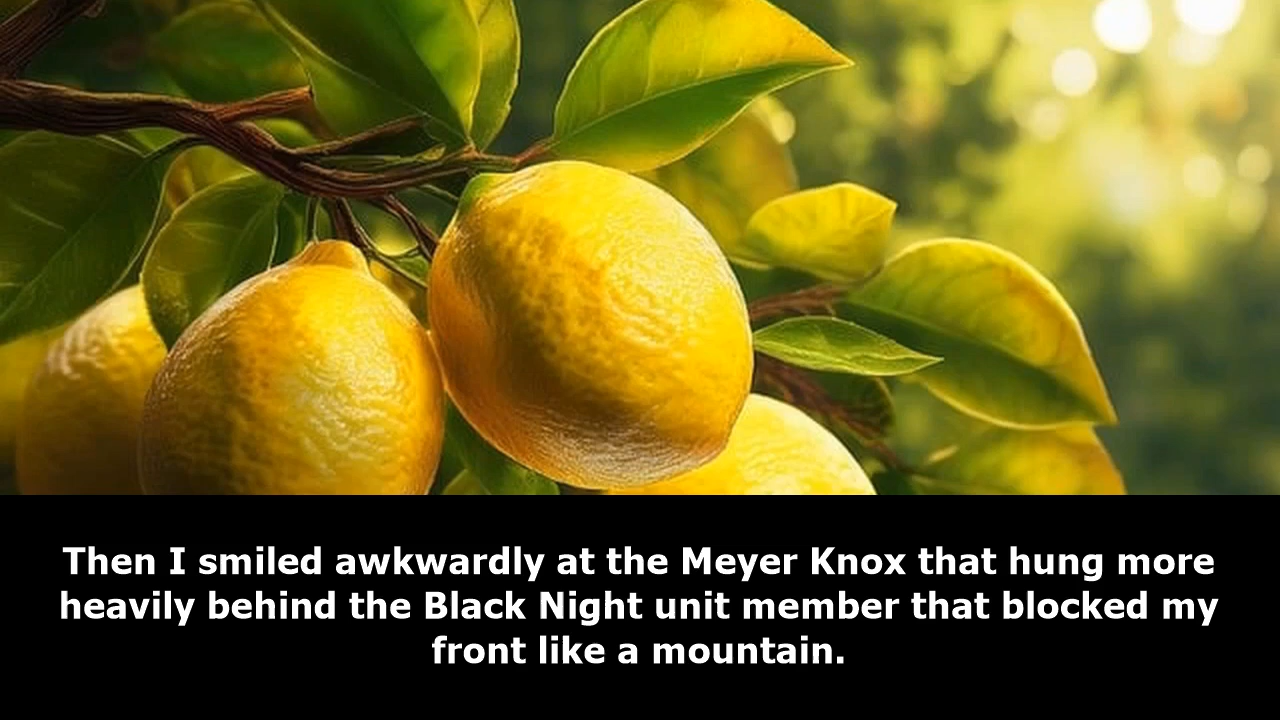 Then I smiled awkwardly at the Meyer Knox that hung more
heavily behind the Black Night unit member that blocked my
front like a mountain.